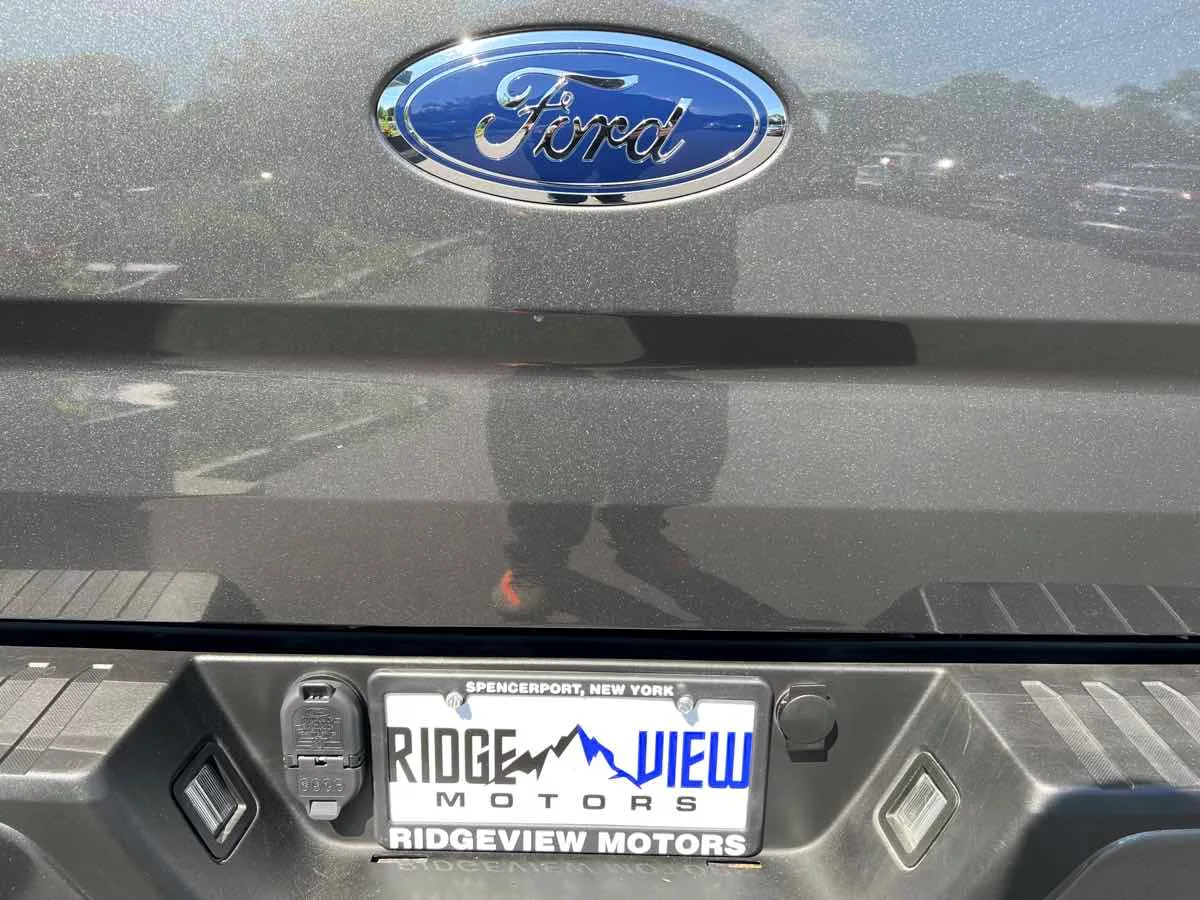 Ford
SPENCERPORT, NEW YORK
RIDGE VIEW
MOTORS
RIDGEVIEW MOTORS